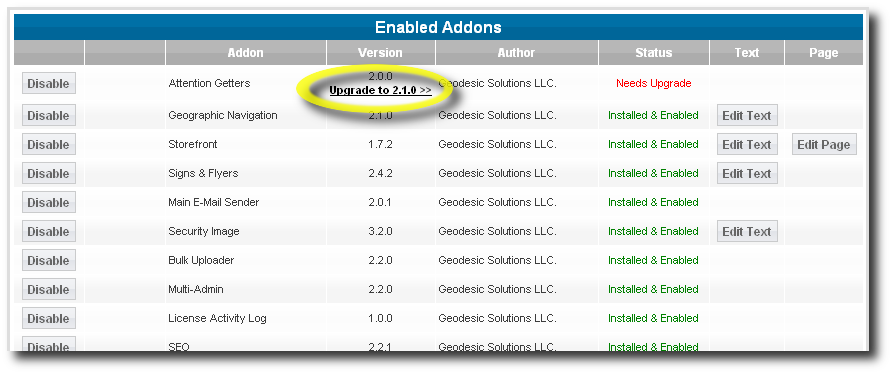 Enabled Addons
Addon Version Author Status Text Page
Disable Attention Getters 2.0.0 Geodesic Solutions LLC. Needs Upgrade
Upgrade to 2.1.0 >>
Disable Geographic Navigation 2.1.0 Geodesic Solutions LLC. Installed & Enabled Edit Text
Disable Storefront 1.7.2 Geodesic Solutions LLC. Installed & Enabled Edit Text Edit Page
Disable Signs & Flyers 2.4.2 Geodesic Solutions LLC. Installed & Enabled Edit Text
Disable Main E-Mail Sender 2.0.1 Geodesic Solutions LLC. Installed & Enabled
Disable Security Image 3.2.0 Geodesic Solutions LLC. Installed & Enabled Edit Text
Disable Bulk Uploader 2.2.0 Geodesic Solutions LLC. Installed & Enabled
Disable Multi-Admin 2.2.0 Geodesic Solutions LLC. Installed & Enabled
Disable License Activity Log 1.0.0 Geodesic Solutions LLC. Installed & Enabled
Disable SEO 2.2.1 Geodesic Solutions LLC. Installed & Enabled